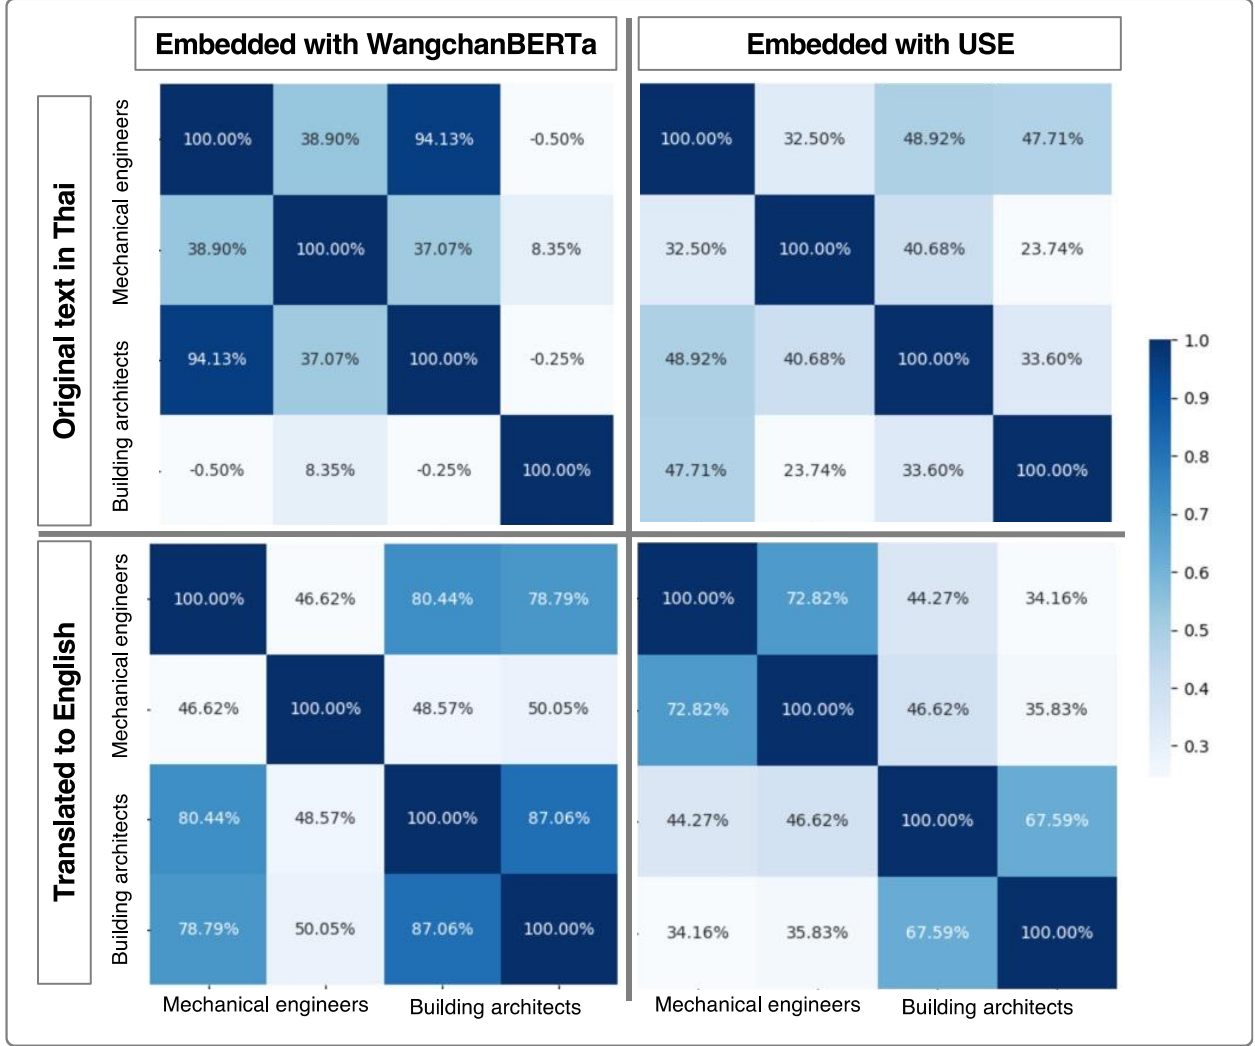 Embedded with WangchanBERTa
Embedded with USE
Original text in Thai
Mechanical engineers
Building architects
100.00% 38.90% 94.13% -0.50%
38.90% 100.00% 37.07% 8.35%
94.13% 37.07% 100.00% -0.25%
-0.50% 8.35% -0.25% 100.00%
100.00% 32.50% 48.92% 47.71%
32.50% 100.00% 40.68% 23.74%
48.92% 40.68% 100.00% 33.60%
47.71% 23.74% 33.60% 100.00%
Translated to English
Mechanical engineers
Building architects
100.00% 46.62% 80.44% 78.79%
46.62% 100.00% 48.57% 50.05%
80.44% 48.57% 100.00% 87.06%
78.79% 50.05% 87.06% 100.00%
Mechanical engineers
Building architects
100.00% 72.82% 44.27% 34.16%
72.82% 100.00% 46.62% 35.83%
44.27% 46.62% 100.00% 67.59%
34.16% 35.83% 67.59% 100.00%
Mechanical engineers
Building architects
1.0
0.9
0.8
0.7
0.6
0.5
0.4
0.3